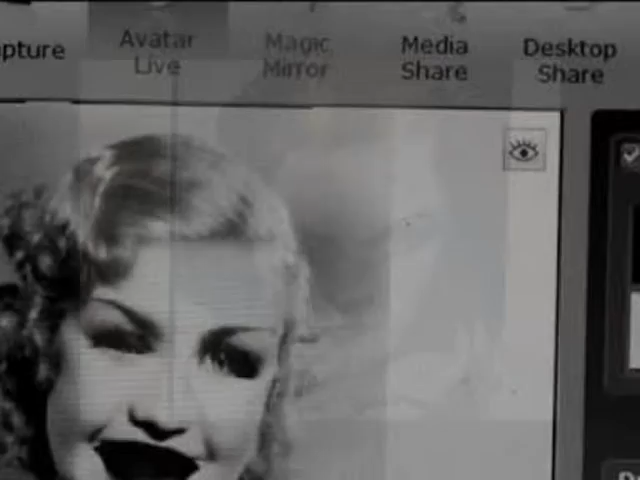 pture
Avatar
Live
Magic
Mirror
Media
Share
Desktop
Share